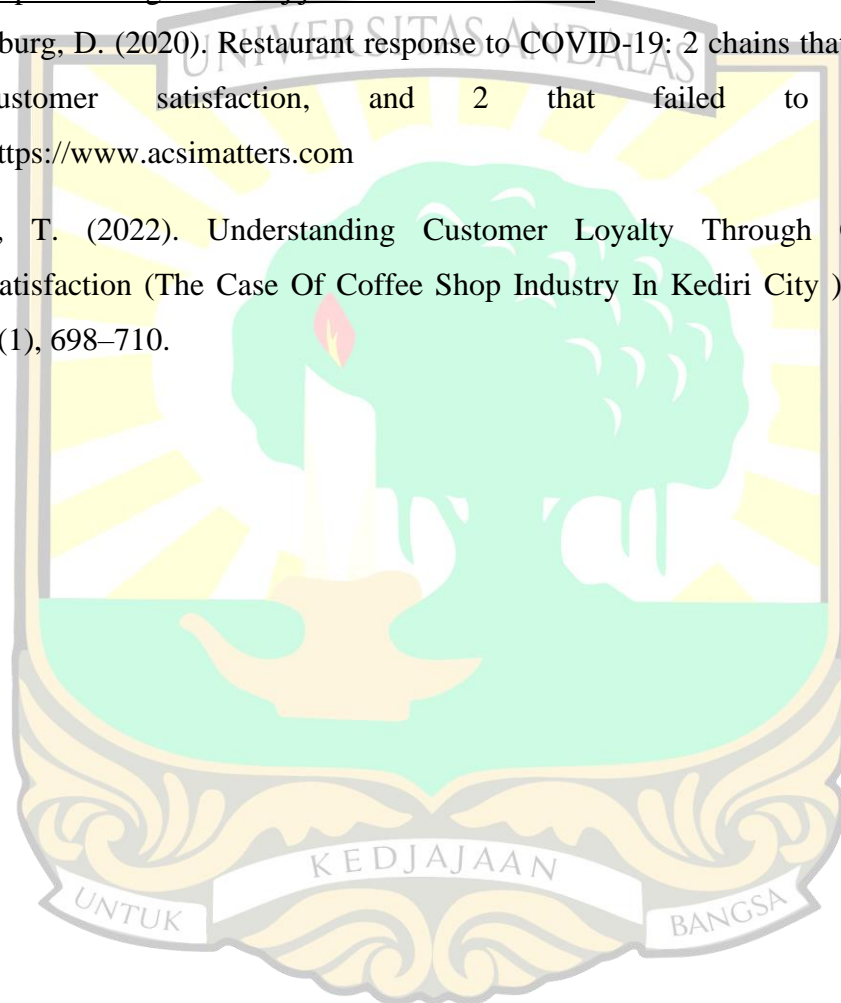 burg, D. (2020). Restaurant response to COVID-19: 2 chains that
ustomer satisfaction, and 2 that failed to
ttps://www.acsimatters.com
, T. (2022). Understanding Customer Loyalty Through
atisfaction (The Case Of Coffee Shop Industry In Kediri City )
(1), 698–710.
UNIVERSITAS ANDALAS
KEDJAJAAN
UNTUK
BANGSA